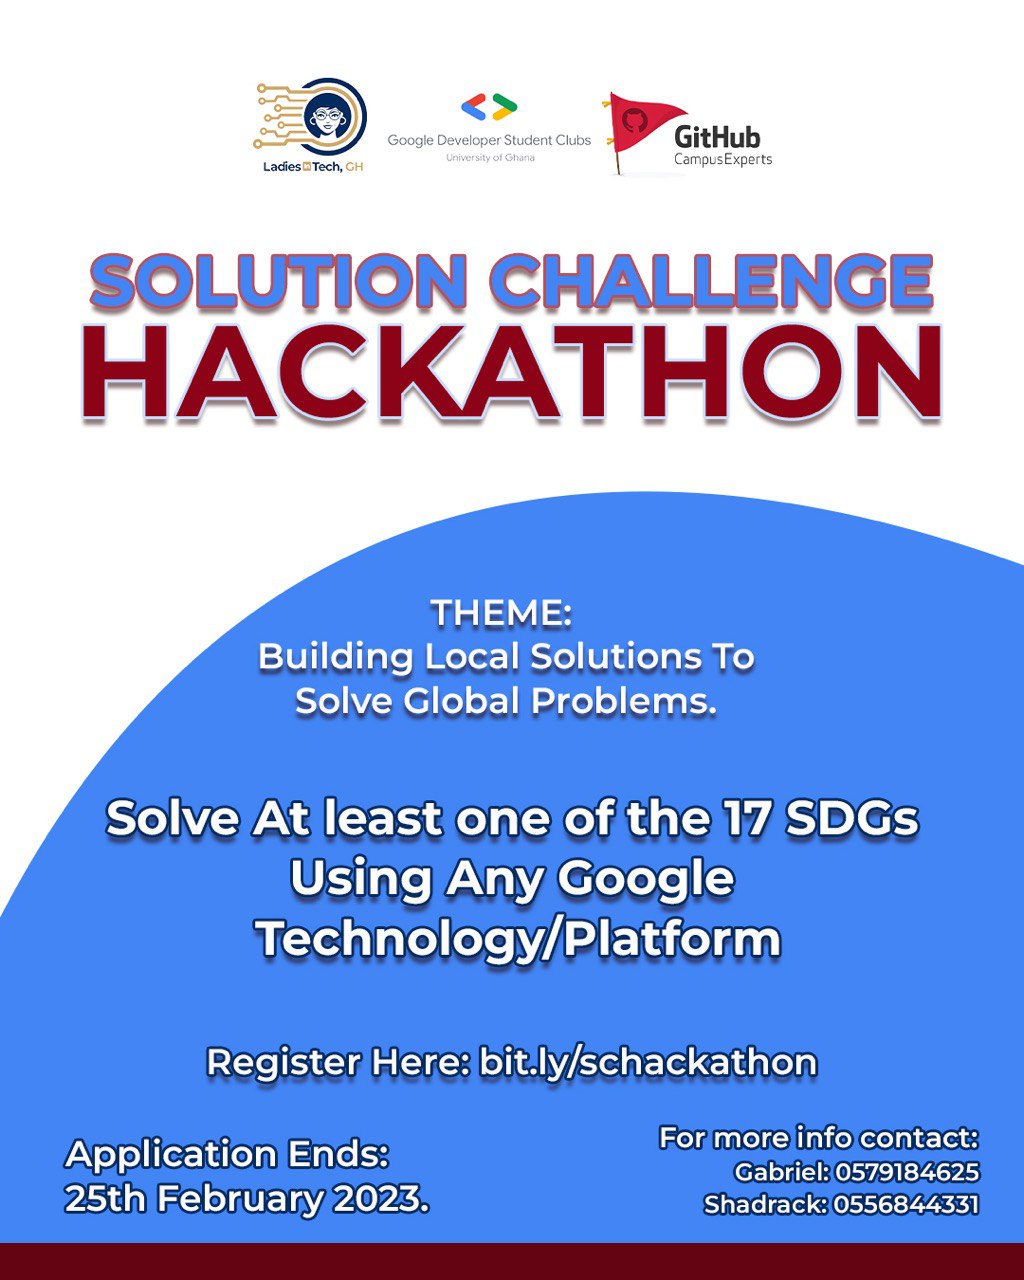 Ladies in Tech, GH
Google Developer Student Clubs
University of Ghana
GitHub
CampusExperts
SOLUTION CHALLENGE
HACKATHON
THEME:
Building Local Solutions To
Solve Global Problems.
Solve At least one of the 17 SDGs
Using Any Google
Technology/Platform
Register Here: bit.ly/schackathon
Application Ends:
25th February 2023.
For more info contact:
Gabriel: 0579184625
Shadrack: 0556844331